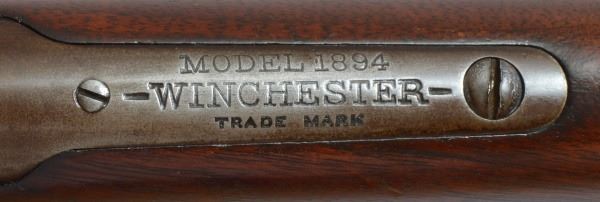 MODEL 1894
-WINCHESTER-
TRADE MARK